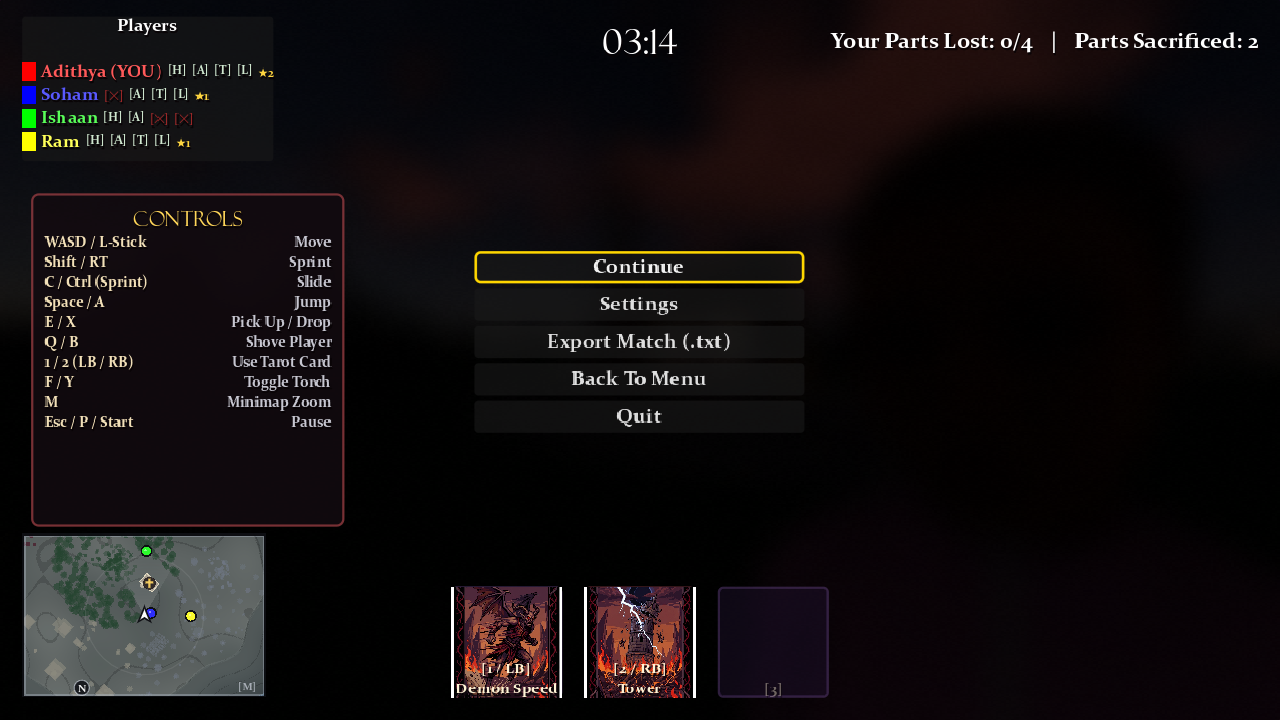 Players
03:14
Your Parts Lost: 0/4 | Parts Sacrificed: 2
Adithya (YOU) [H] [A] [T] [L] ★2
Soham [X] [A] [T] [L] ★1
Ishaan [H] [A] [X] [X]
Ram [H] [A] [T] [L] ★1
CONTROLS
WASD / L-Stick Move
Shift / RT Sprint
C / Ctrl (Sprint) Slide
Space / A Jump
E / X Pick Up / Drop
Q / B Shove Player
1 / 2 (LB / RB) Use Tarot Card
F / Y Toggle Torch
M Minimap Zoom
Esc / P / Start Pause
Continue
Settings
Export Match (.txt)
Back To Menu
Quit
N
[M]
[1 / LB]
Demon Speed
[2 / RB]
Tower
[3]